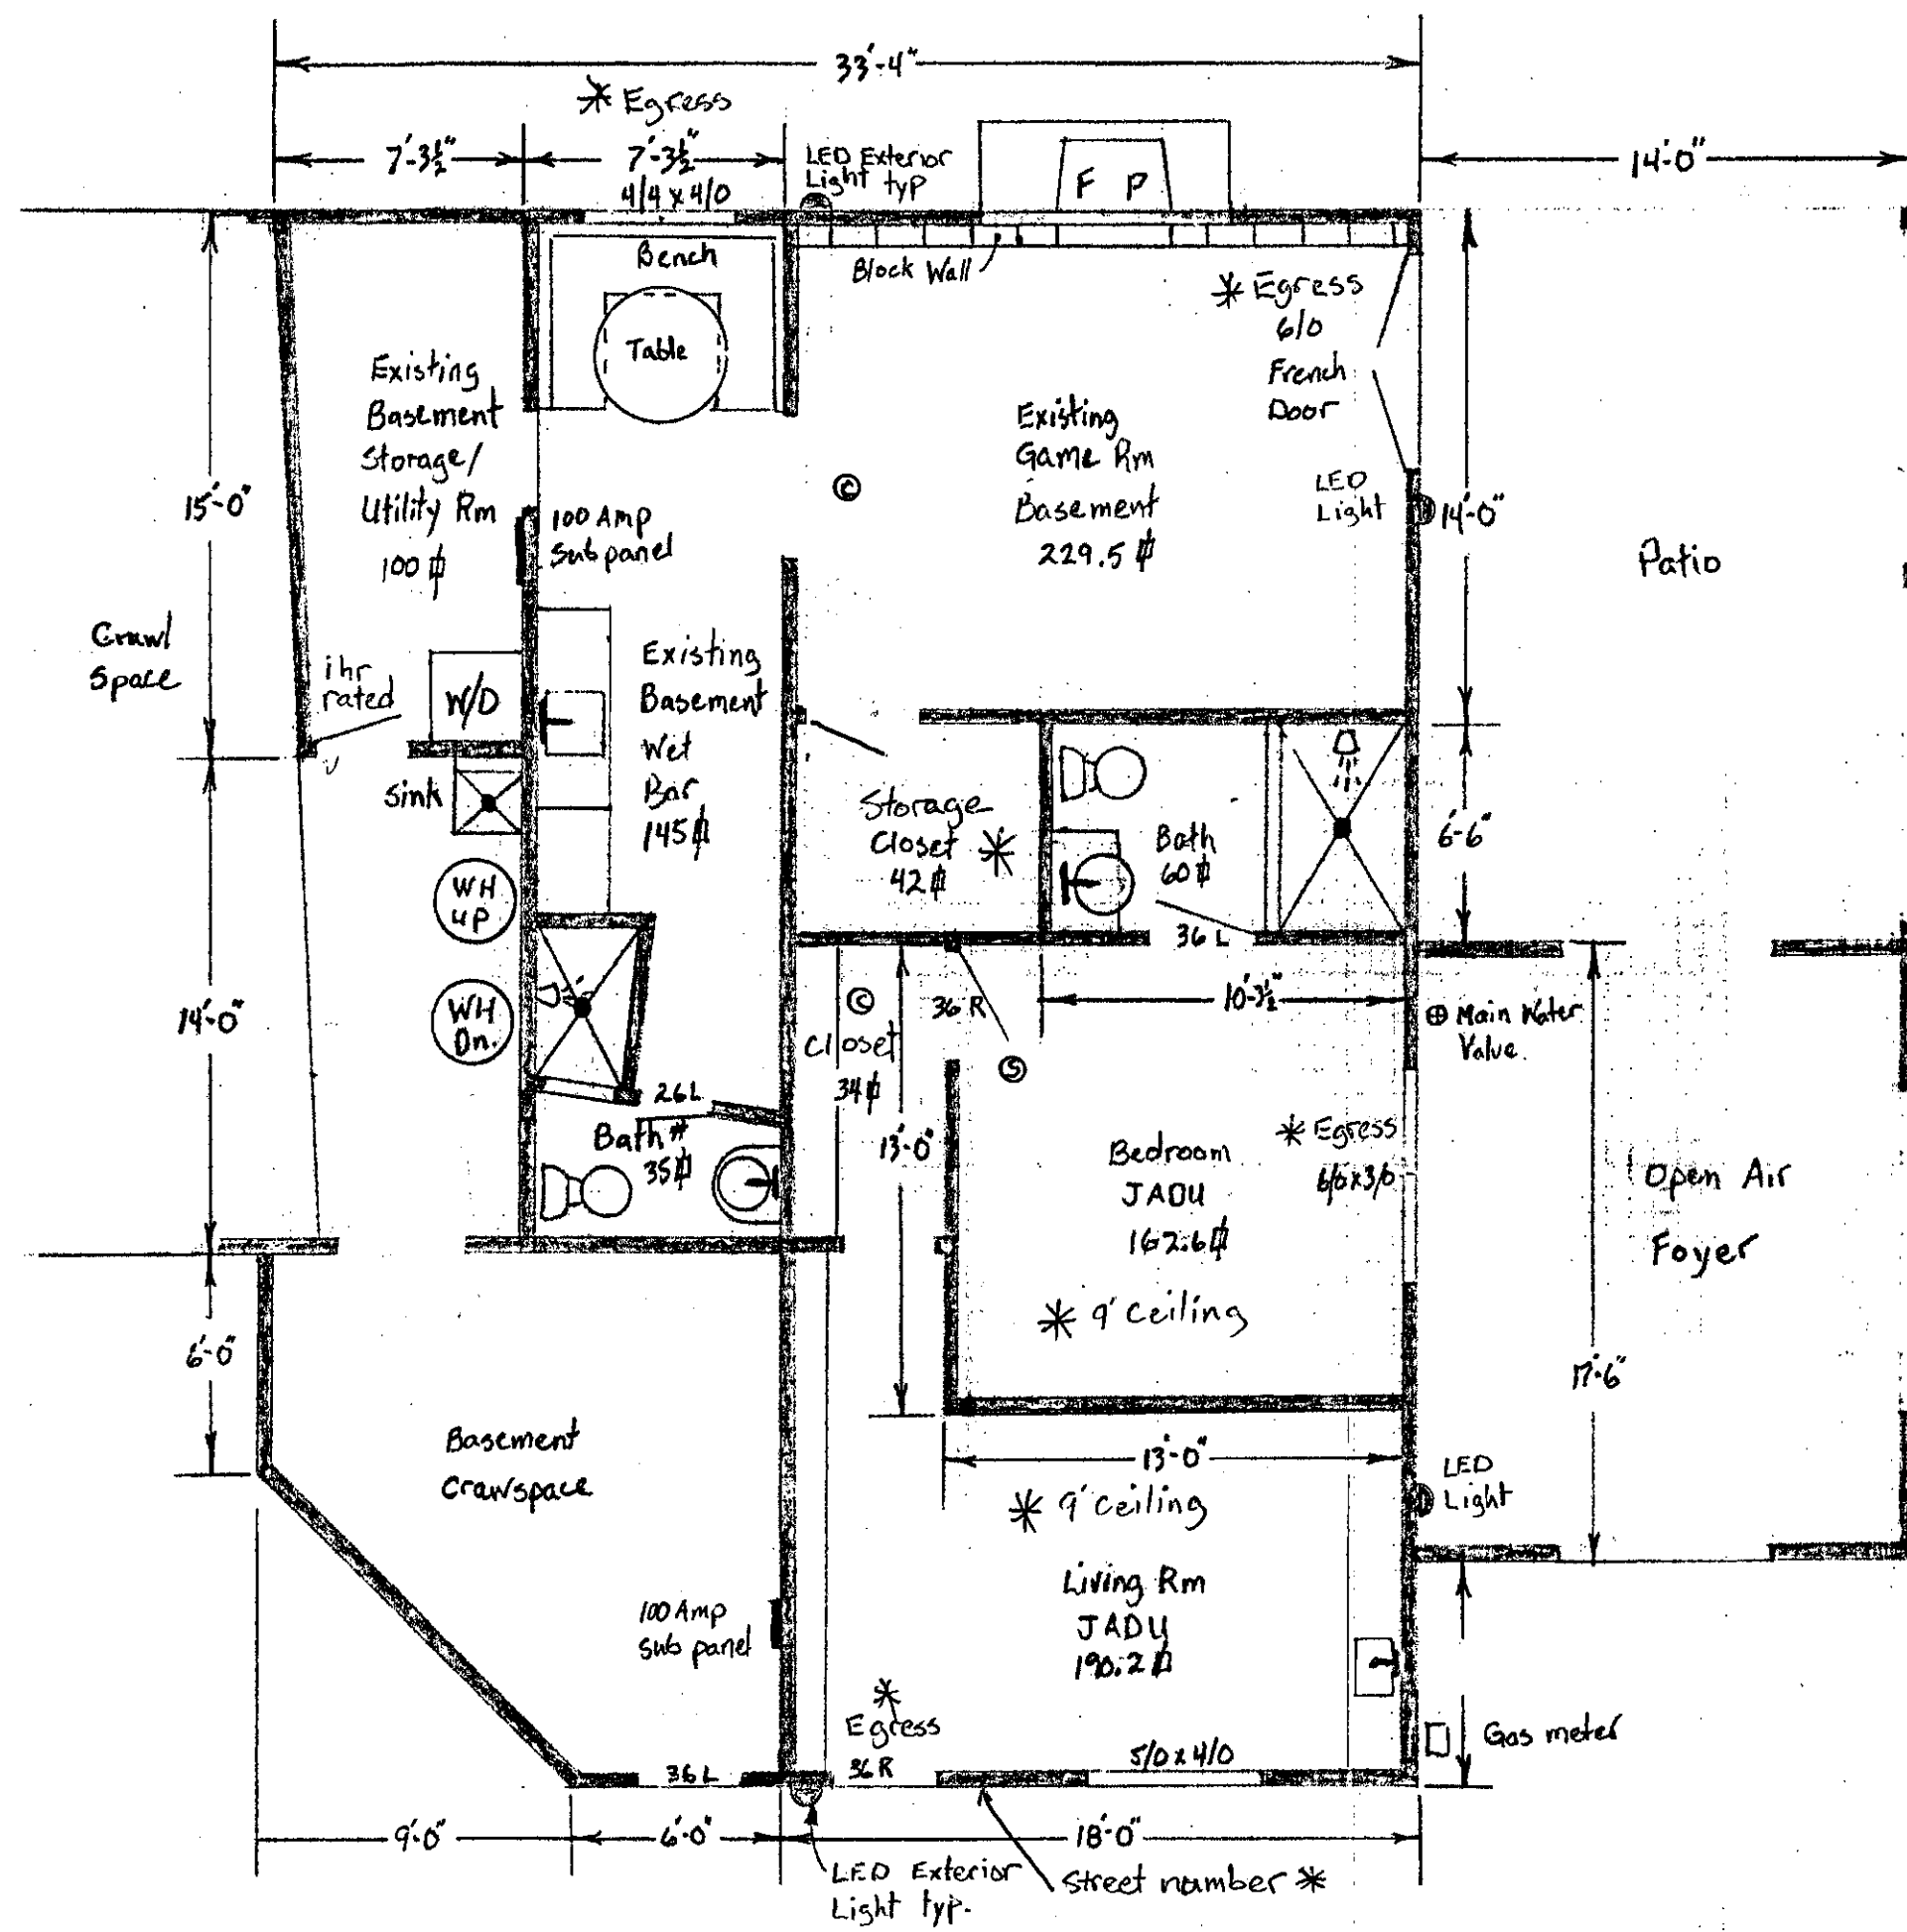 33'-4"
* Egress
7'-3½"
7'-3½"
4/4 x 4/0
LED Exterior
Light typ
F P
14'-0"
Bench
Block Wall
* Egress
6/0
French
Door
Table
Existing
Basement
Storage/
Utility Rm
100 ⌷
15'-0"
100 Amp
Sub panel
©
Existing
Game Rm
Basement
229.5 ⌷
LED
Light
14'-0"
Patio
Crawl
Space
1hr
rated
W/D
Existing
Basement
Wet
Bar
145 ⌷
Sink
Storage
Closet *
42 ⌷
Bath
60 ⌷
6'-6"
WH
up
36 L
WH
Dn.
14'-0"
©
Closet
34 ⌷
36 R
10'-3½"
Main Water
Valve.
Ⓢ
26 L
Bath #
35 ⌷
13'-0"
Bedroom
JADU
162.6 ⌷
* Egress
6/0x3/0
Open Air
Foyer
* 9' Ceiling
6'-0"
17'-6"
Basement
Crawspace
13'-0"
* 9' Ceiling
LED
Light
Living Rm
JADU
190.2 ⌷
100 Amp
Sub panel
*
Egress
36 R
5/0 x 4/0
Gas meter
36 L
9'-0"
6'-0"
18'-0"
LED Exterior
Light typ.
Street number *